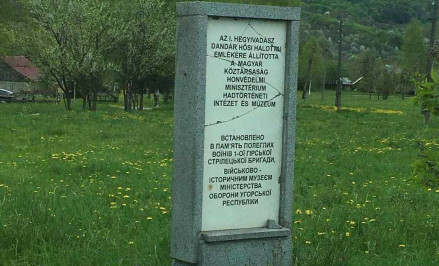 AZ I. HEGYIVADÁSZ
DANDÁR HŐSI HALOTTAI
EMLÉKÉRE ÁLLÍTOTTA
A MAGYAR
KÖZTÁRSASÁG
HONVÉDELMI
MINISZTÉRIUM
HADTÖRTÉNETI
INTÉZET ÉS MÚZEUM
ВСТАНОВЛЕНО
В ПАМ'ЯТЬ ПОЛЕГЛИХ
ВОЇНІВ 1-ОЇ ГІРСЬКОЇ
СТРІЛЕЦЬКОЇ БРИГАДИ,
ВІЙСЬКОВО -
ІСТОРИЧНИМ МУЗЕЄМ
МІНІСТЕРСТВА
ОБОРОНИ УГОРСЬКОЇ
РЕСПУБЛІКИ